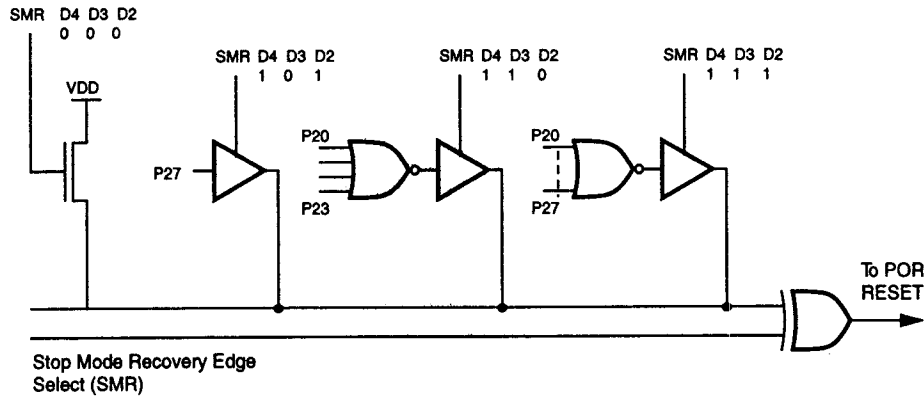 SMR D4 D3 D2
0 0 0
VDD
SMR D4 D3 D2
1 0 1
P27
SMR D4 D3 D2
1 1 0
P20
P23
SMR D4 D3 D2
1 1 1
P20
P27
To POR
RESET
Stop Mode Recovery Edge
Select (SMR)